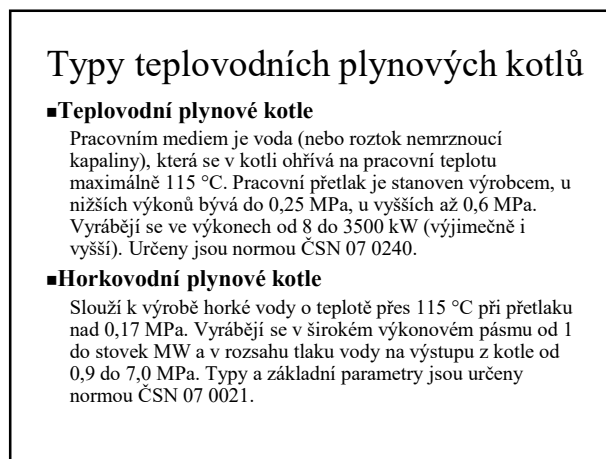 Typy teplovodních plynových kotlů
■Teplovodní plynové kotle
Pracovním mediem je voda (nebo roztok nemrznoucí
kapaliny), která se v kotli ohřívá na pracovní teplotu
maximálně 115 °C. Pracovní přetlak je stanoven výrobcem, u
nižších výkonů bývá do 0,25 MPa, u vyšších až 0,6 MPa.
Vyrábějí se ve výkonech od 8 do 3500 kW (výjimečně i
vyšší). Určeny jsou normou ČSN 07 0240.
■Horkovodní plynové kotle
Slouží k výrobě horké vody o teplotě přes 115 °C při přetlaku
nad 0,17 MPa. Vyrábějí se v širokém výkonovém pásmu od 1
do stovek MW a v rozsahu tlaku vody na výstupu z kotle od
0,9 do 7,0 MPa. Typy a základní parametry jsou určeny
normou ČSN 07 0021.